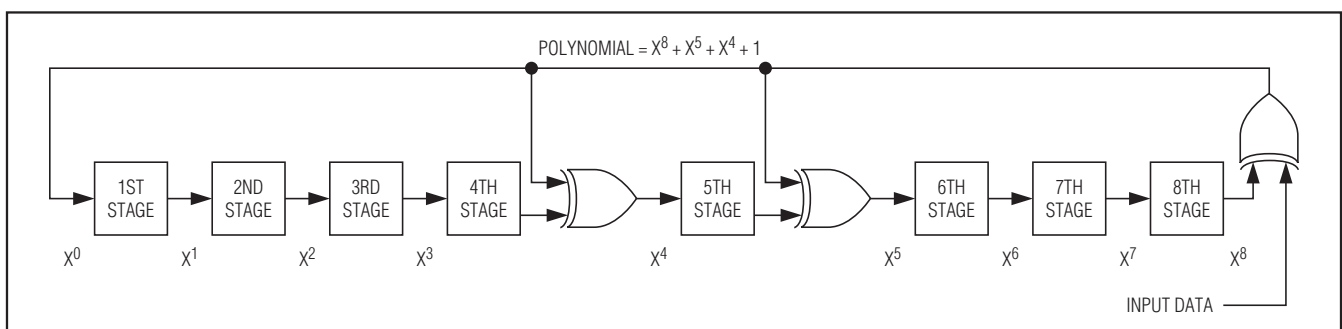 POLYNOMIAL = X⁸ + X⁵ + X⁴ + 1
1ST
STAGE
2ND
STAGE
3RD
STAGE
4TH
STAGE
5TH
STAGE
6TH
STAGE
7TH
STAGE
8TH
STAGE
X⁰
X¹
X²
X³
X⁴
X⁵
X⁶
X⁷
X⁸
INPUT DATA